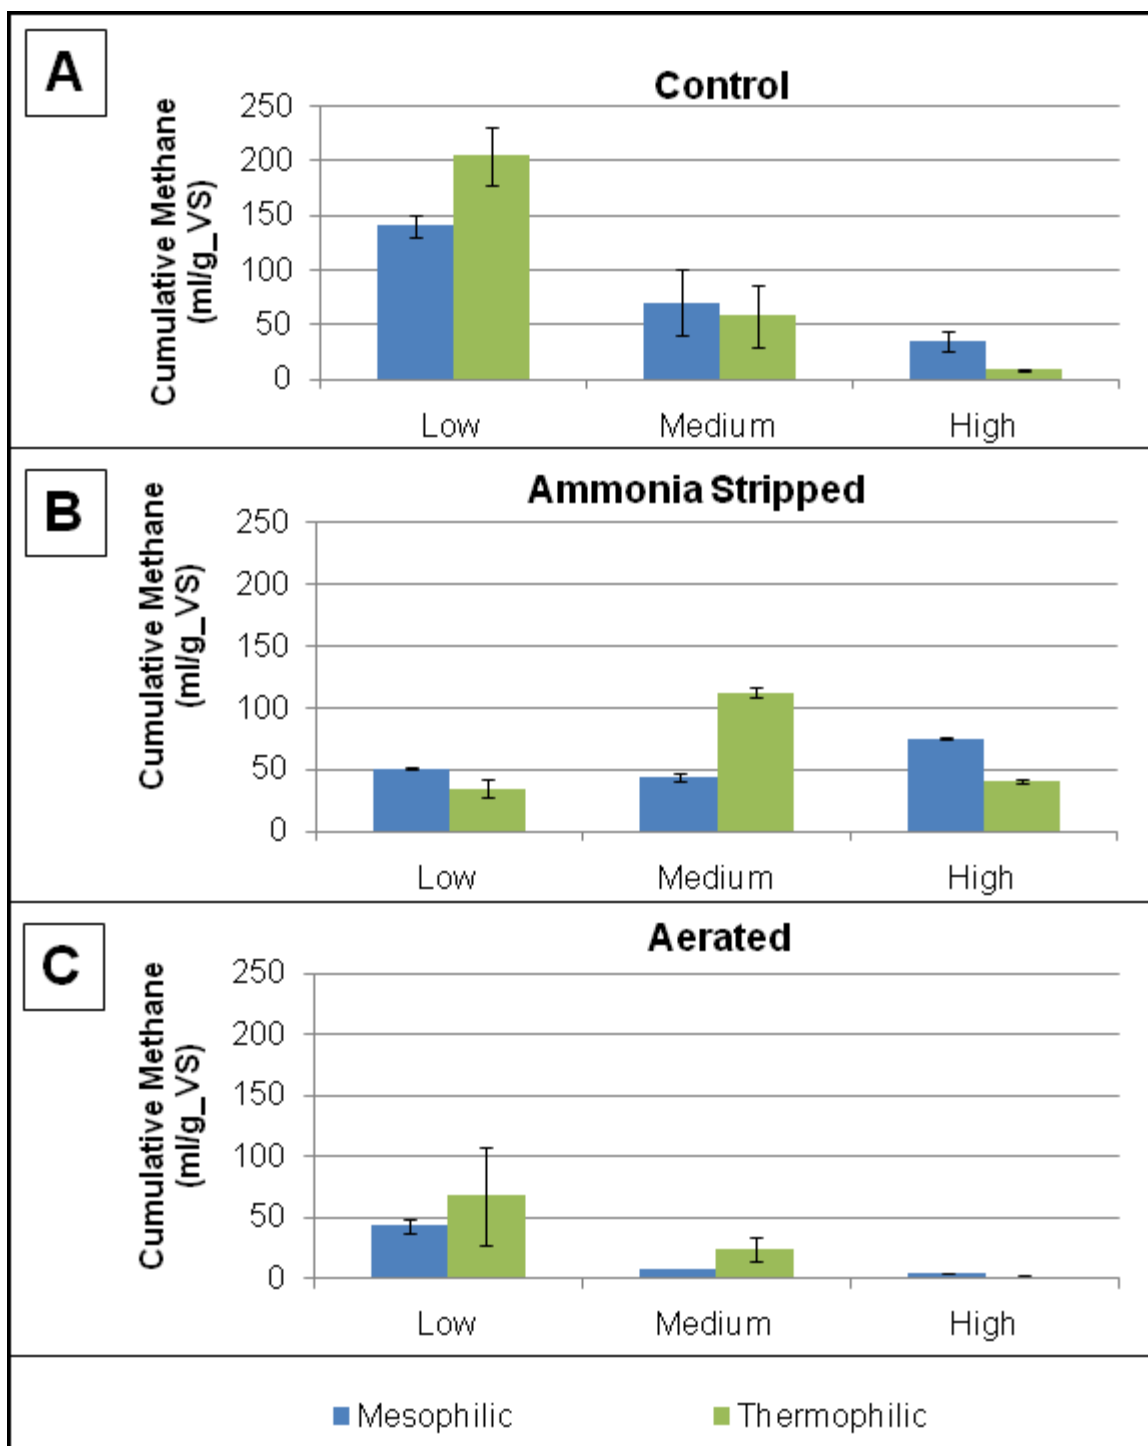 A
Control
Cumulative Methane
(ml/g_VS)
250
200
150
100
50
0
Low Medium High
B
Ammonia Stripped
Cumulative Methane
(ml/g_VS)
250
200
150
100
50
0
Low Medium High
C
Aerated
Cumulative Methane
(ml/g_VS)
250
200
150
100
50
0
Low Medium High
Mesophilic Thermophilic